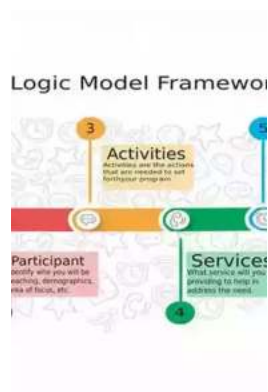 Logic Model Framewor
3
5
Activities
Activities are the actions
that are needed to set
forthyour program
Participant
dentify who you will be
eaching, demographics,
rea of focus, etc.
Services
What service will you
providing to help in
address the need.
4